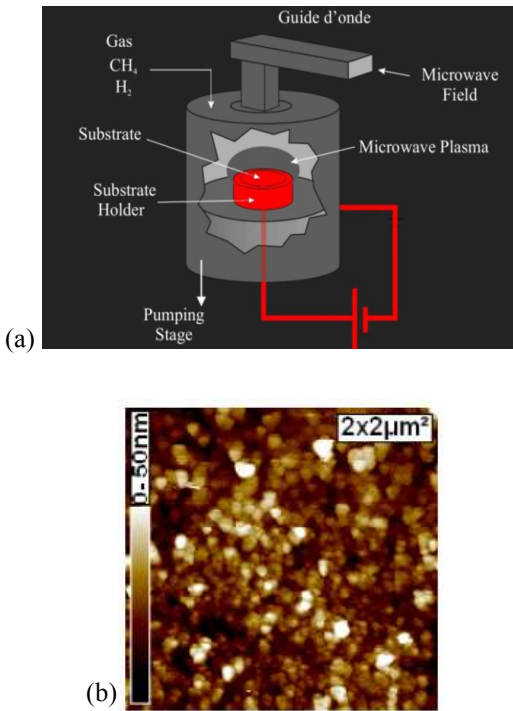 Guide d'onde
Gas
CH₄
H₂
Microwave
Field
Substrate
Microwave Plasma
Substrate
Holder
Pumping
Stage
(a)
2x2µm²
0-50nm
(b)